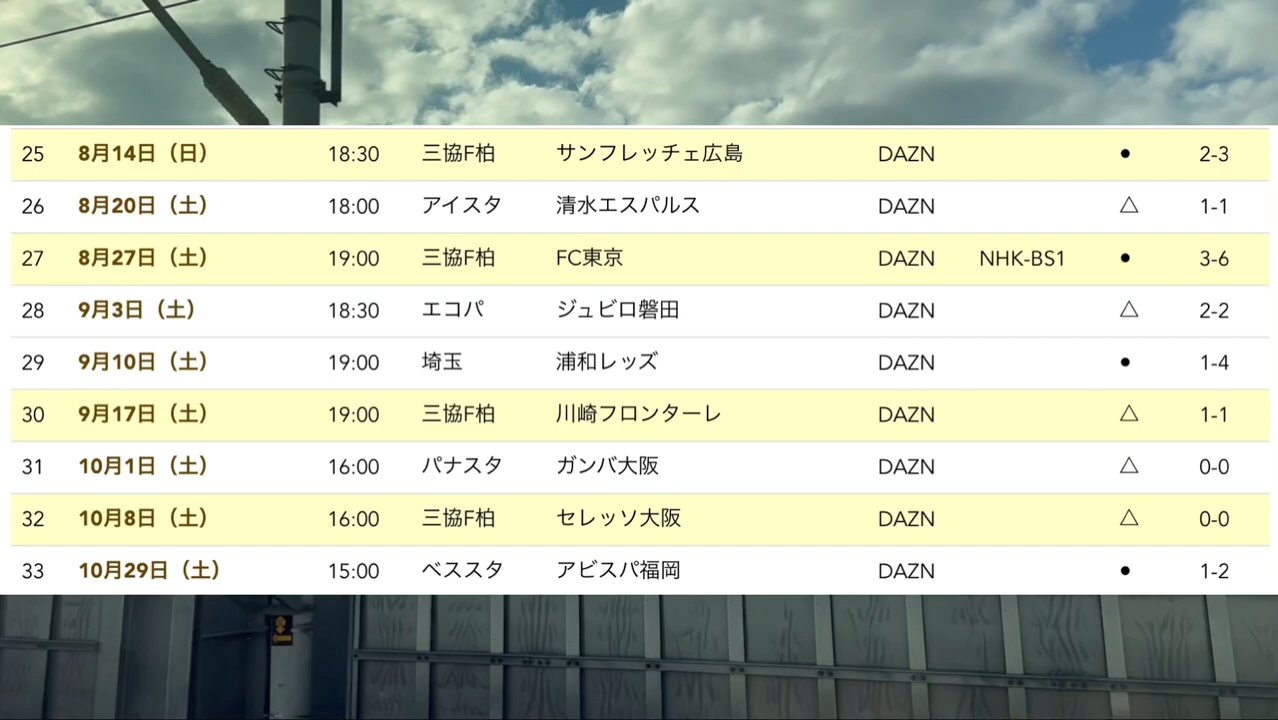 25 8月14日（日） 18:30 三協F柏 サンフレッチェ広島 DAZN ● 2-3
26 8月20日（土） 18:00 アイスタ 清水エスパルス DAZN △ 1-1
27 8月27日（土） 19:00 三協F柏 FC東京 DAZN NHK-BS1 ● 3-6
28 9月3日（土） 18:30 エコパ ジュビロ磐田 DAZN △ 2-2
29 9月10日（土） 19:00 埼玉 浦和レッズ DAZN ● 1-4
30 9月17日（土） 19:00 三協F柏 川崎フロンターレ DAZN △ 1-1
31 10月1日（土） 16:00 パナスタ ガンバ大阪 DAZN △ 0-0
32 10月8日（土） 16:00 三協F柏 セレッソ大阪 DAZN △ 0-0
33 10月29日（土） 15:00 ベススタ アビスパ福岡 DAZN ● 1-2